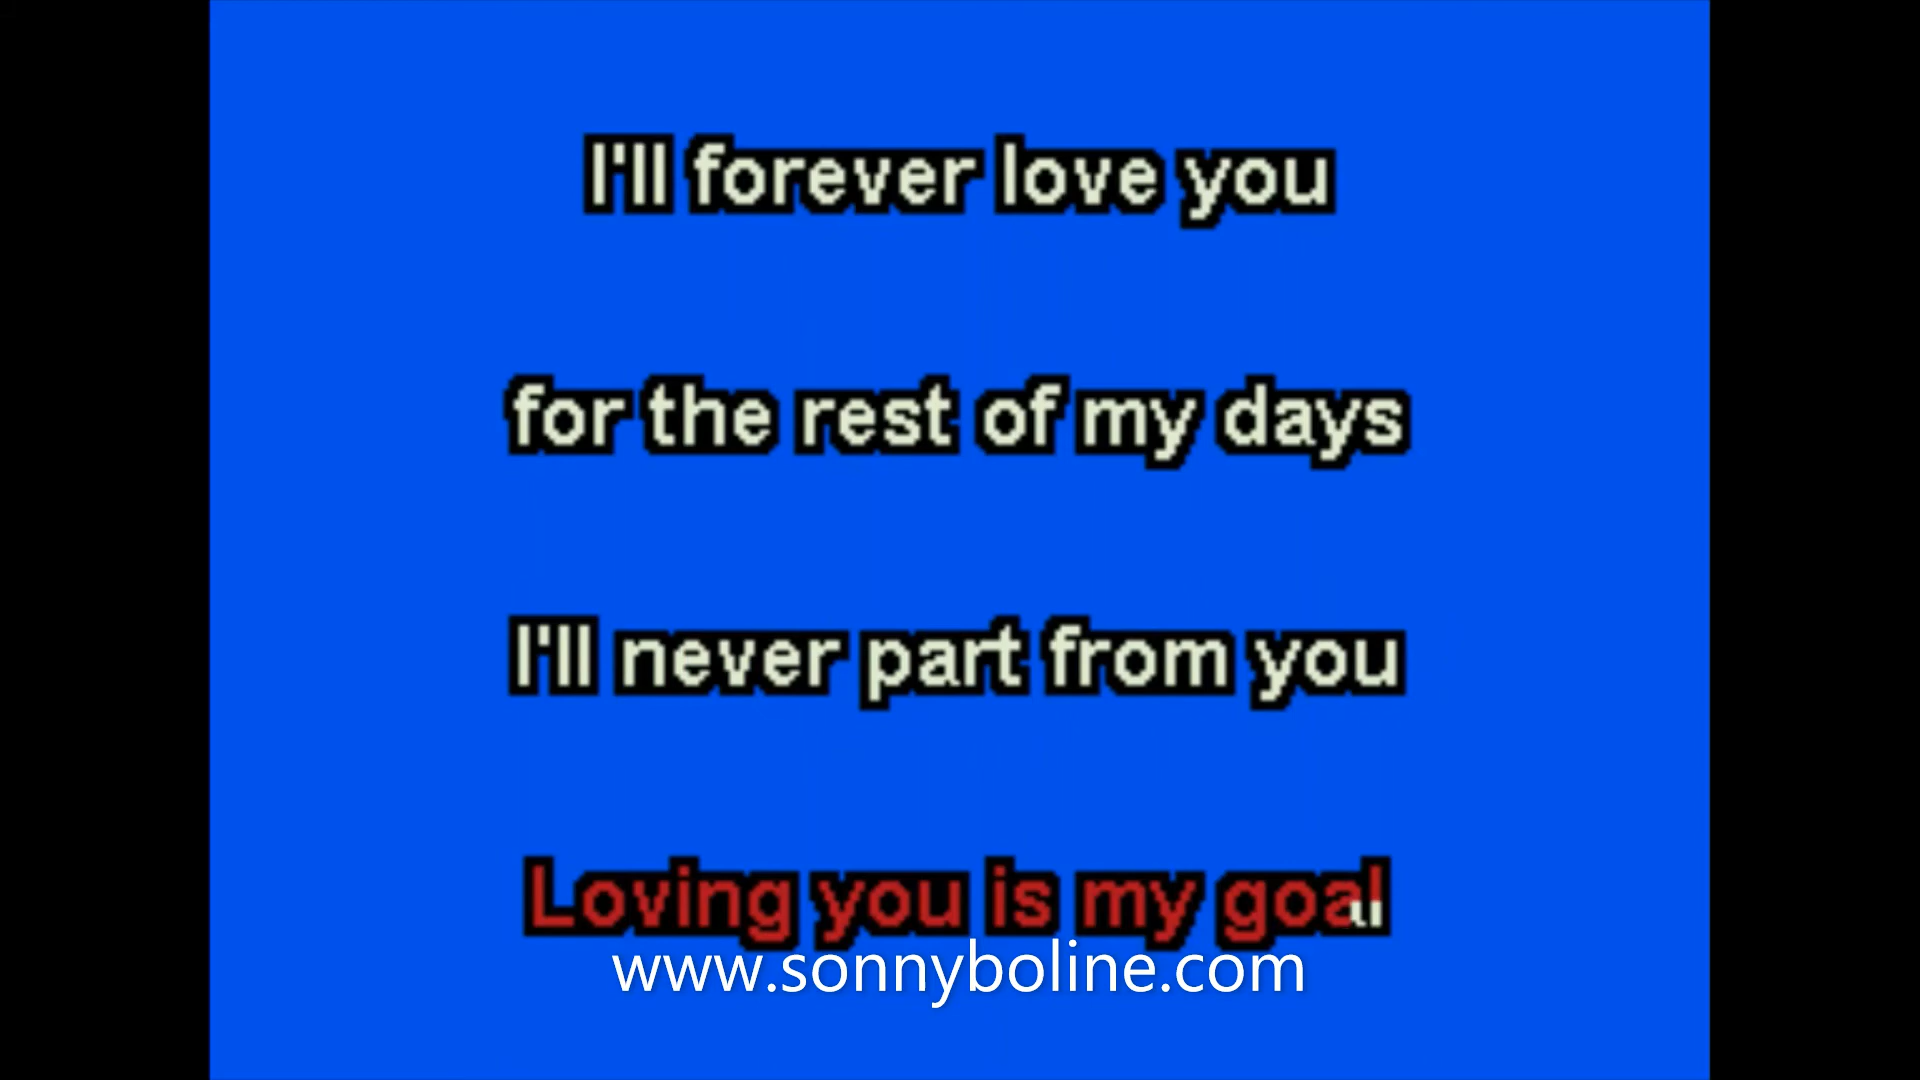 I'll forever love you
for the rest of my days
I'll never part from you
Loving you is my goal
www.sonnyboline.com